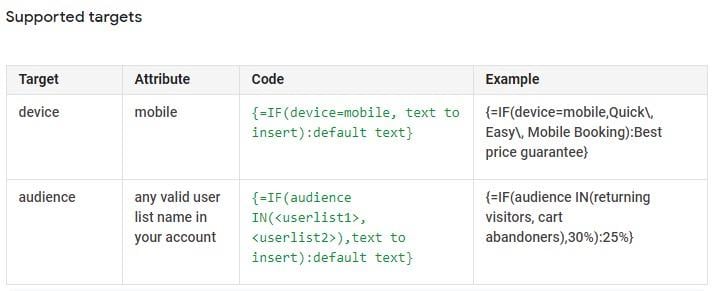 Supported targets
Target Attribute Code Example
device mobile {=IF(device=mobile, text to {=IF(device=mobile,Quick\,
insert):default text} Easy\, Mobile Booking):Best
price guarantee}
audience any valid user {=IF(audience {=IF(audience IN(returning
list name in IN(<userlist1>, visitors, cart
your account <userlist2>),text to abandoners),30%):25%}
insert):default text}